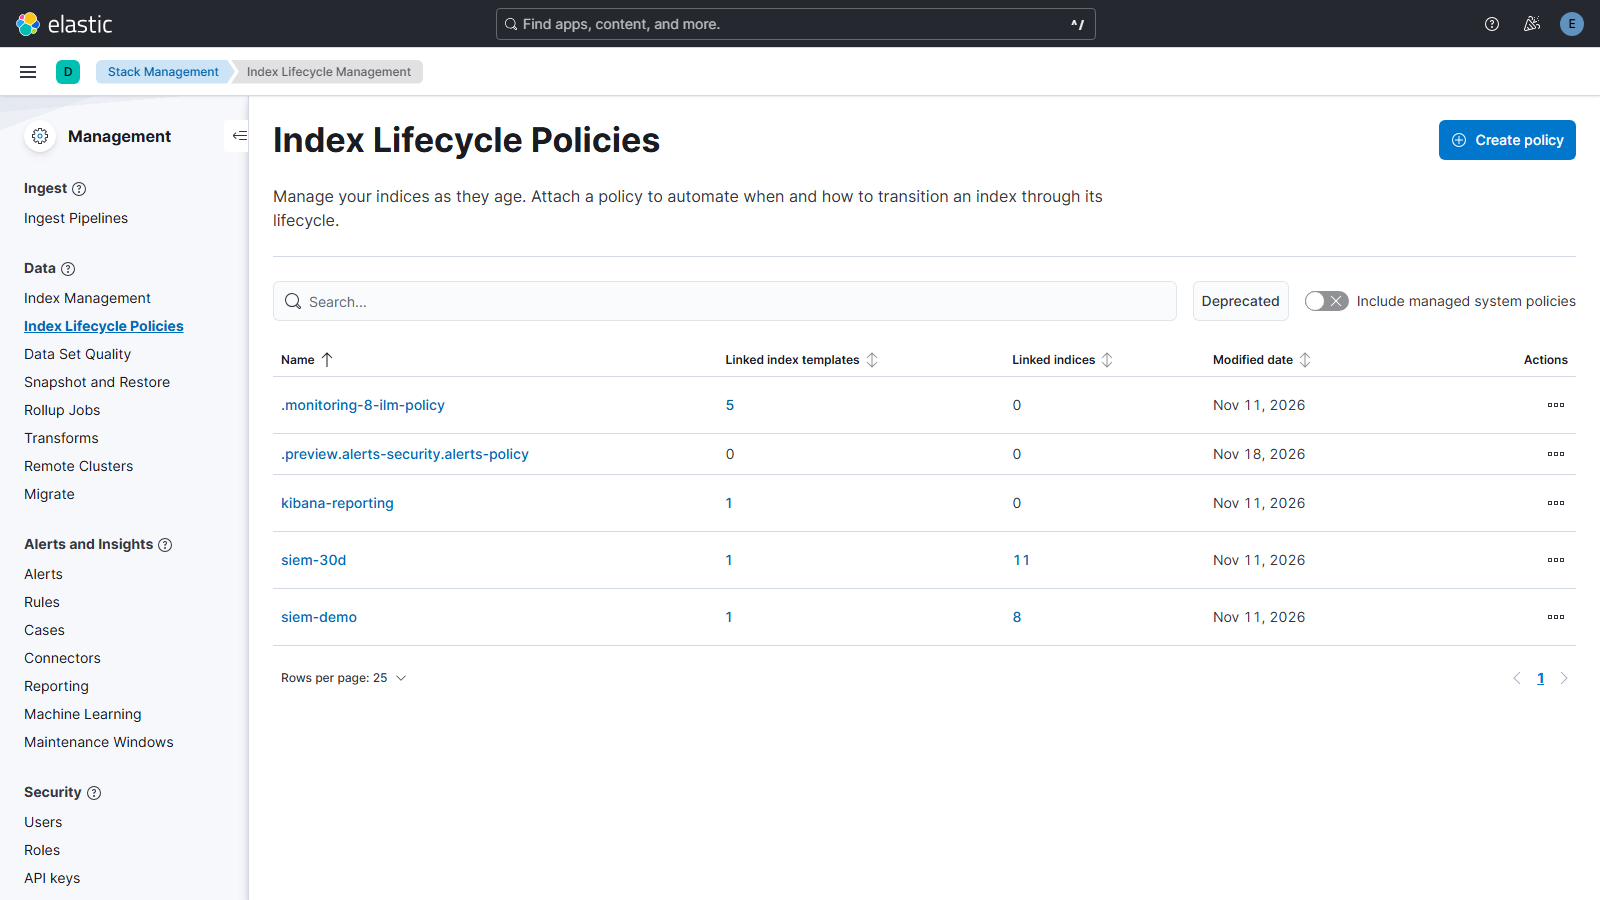 elastic
Find apps, content, and more.
^/
E
D
Stack Management
Index Lifecycle Management
Management
Ingest
Ingest Pipelines
Data
Index Management
Index Lifecycle Policies
Data Set Quality
Snapshot and Restore
Rollup Jobs
Transforms
Remote Clusters
Migrate
Alerts and Insights
Alerts
Rules
Cases
Connectors
Reporting
Machine Learning
Maintenance Windows
Security
Users
Roles
API keys
Index Lifecycle Policies
Create policy
Manage your indices as they age. Attach a policy to automate when and how to transition an index through its
lifecycle.
Search...
Deprecated
Include managed system policies
Name Linked index templates Linked indices Modified date Actions
.monitoring-8-ilm-policy 5 0 Nov 11, 2026
.preview.alerts-security.alerts-policy 0 0 Nov 18, 2026
kibana-reporting 1 0 Nov 11, 2026
siem-30d 1 11 Nov 11, 2026
siem-demo 1 8 Nov 11, 2026
Rows per page: 25
1